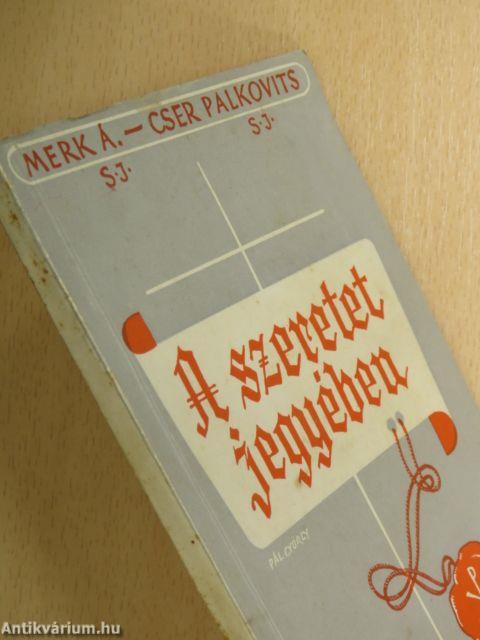 MERK Á. — CSER PALKOVITS
S.J. S.J.
A szeretet
jegyében
PÁL GYÖRGY
Antikvárium.hu